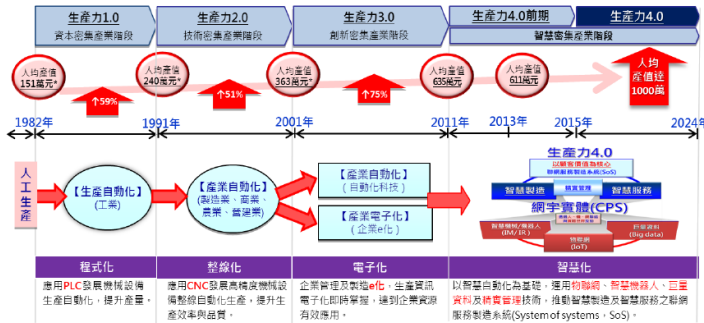 生產力1.0
資本密集產業階段
生產力2.0
技術密集產業階段
生產力3.0
創新密集產業階段
生產力4.0前期
生產力4.0
智慧密集產業階段
人均產值
151萬元*
↑59%
人均產值
240萬元*
↑51%
人均產值
363萬元*
↑75%
人均產值
635萬元
人均產值
611萬元
人均
產值達
1000萬
1982年
1991年
2001年
2011年
2013年
2015年
2024年
人工生產
【生產自動化】
(工業)
【產業自動化】
(製造業、商業、
農業、營建業)
【產業自動化】
(自動化科技)
【產業電子化】
(企業e化)
生產力4.0
以顧客價值為核心
聯網服務製造系統(SoS)
智慧製造
精實管理
智慧服務
網宇實體(CPS)
智慧機械/機器人
(IM/IR)
物聯網
(IoT)
巨量資料
(Big data)
程式化
應用PLC發展機械設備
生產自動化，提升產量。
整線化
應用CNC發展高精度機械設
備整線自動化生產，提升生
產效率與品質。
電子化
企業管理及製造e化，生產資訊
電子化即時掌握，達到企業資源
有效應用。
智慧化
以智慧自動化為基礎，運用物聯網、智慧機器人、巨量
資料及精實管理技術，推動智慧製造及智慧服務之聯網
服務製造系統(System of systems，SoS)。